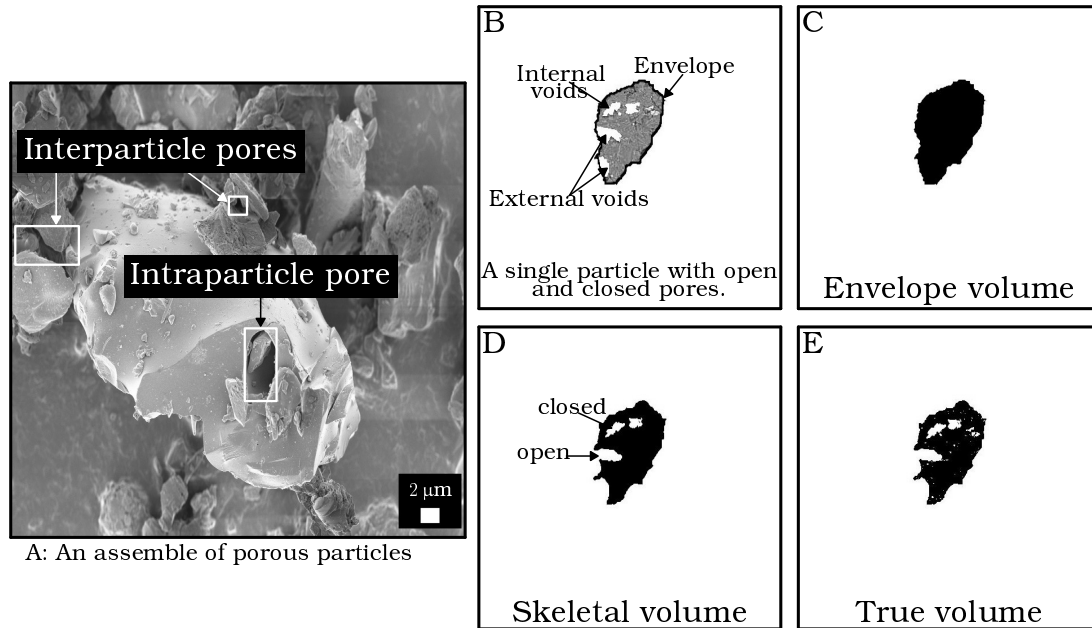 Interparticle pores
Intraparticle pore
2 μm
A: An assemble of porous particles
B
Internal
voids
Envelope
External voids
A single particle with open
and closed pores.
C
Envelope volume
D
closed
open
Skeletal volume
E
True volume